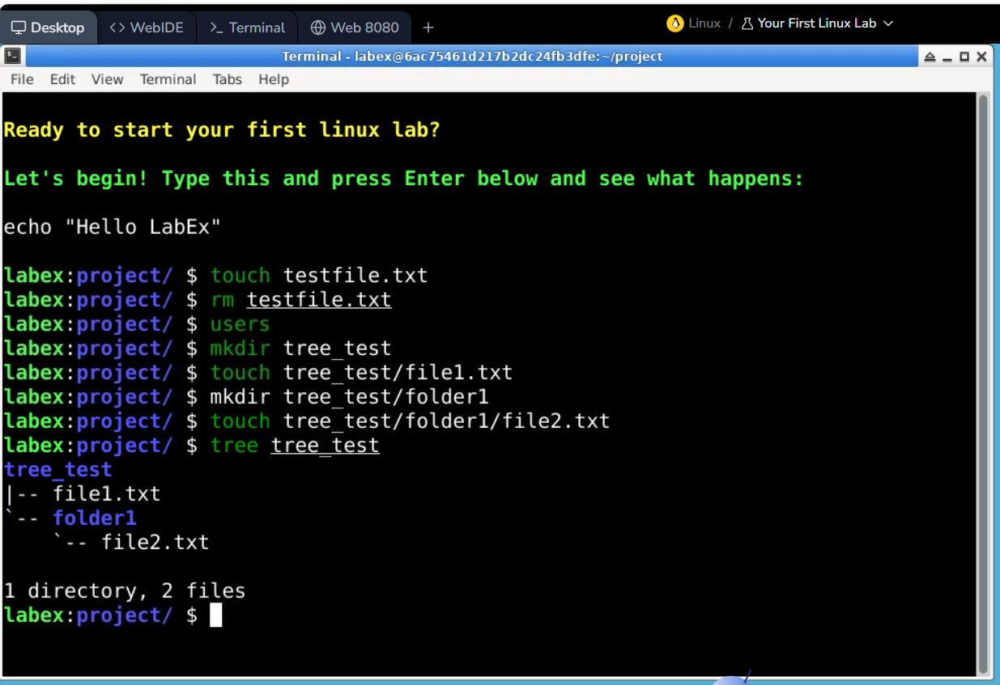 Desktop
<> WebIDE
>_ Terminal
Web 8080
+
Linux / Your First Linux Lab
Terminal - labex@6ac75461d217b2dc24fb3dfe:~/project
File Edit View Terminal Tabs Help
Ready to start your first linux lab?
Let's begin! Type this and press Enter below and see what happens:
echo "Hello LabEx"
labex:project/ $ touch testfile.txt
labex:project/ $ rm testfile.txt
labex:project/ $ users
labex:project/ $ mkdir tree_test
labex:project/ $ touch tree_test/file1.txt
labex:project/ $ mkdir tree_test/folder1
labex:project/ $ touch tree_test/folder1/file2.txt
labex:project/ $ tree tree_test
tree_test
|-- file1.txt
`-- folder1
    `-- file2.txt
1 directory, 2 files
labex:project/ $